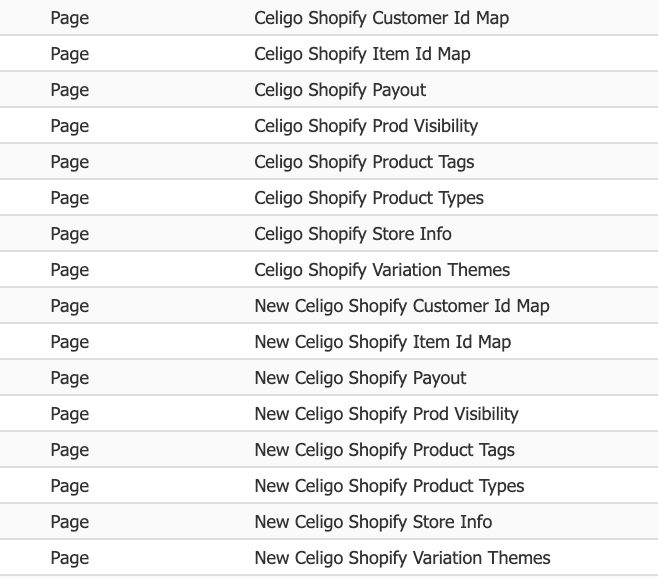 Page Celigo Shopify Customer Id Map
Page Celigo Shopify Item Id Map
Page Celigo Shopify Payout
Page Celigo Shopify Prod Visibility
Page Celigo Shopify Product Tags
Page Celigo Shopify Product Types
Page Celigo Shopify Store Info
Page Celigo Shopify Variation Themes
Page New Celigo Shopify Customer Id Map
Page New Celigo Shopify Item Id Map
Page New Celigo Shopify Payout
Page New Celigo Shopify Prod Visibility
Page New Celigo Shopify Product Tags
Page New Celigo Shopify Product Types
Page New Celigo Shopify Store Info
Page New Celigo Shopify Variation Themes